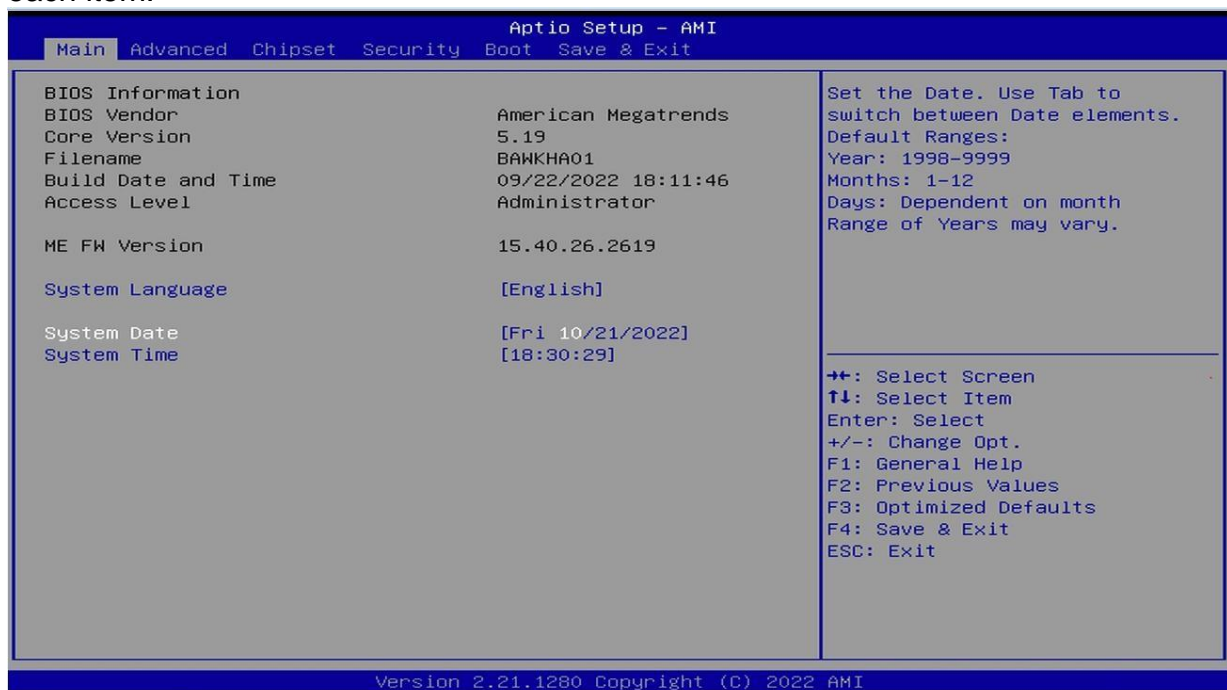 each item.
Aptio Setup – AMI
Main Advanced Chipset Security Boot Save & Exit
BIOS Information
BIOS Vendor American Megatrends
Core Version 5.19
Filename BAWKHA01
Build Date and Time 09/22/2022 18:11:46
Access Level Administrator
ME FW Version 15.40.26.2619
System Language [English]
System Date [Fri 10/21/2022]
System Time [18:30:29]
Set the Date. Use Tab to
switch between Date elements.
Default Ranges:
Year: 1998-9999
Months: 1-12
Days: Dependent on month
Range of Years may vary.
→←: Select Screen
↑↓: Select Item
Enter: Select
+/-: Change Opt.
F1: General Help
F2: Previous Values
F3: Optimized Defaults
F4: Save & Exit
ESC: Exit
Version 2.21.1280 Copyright (C) 2022 AMI